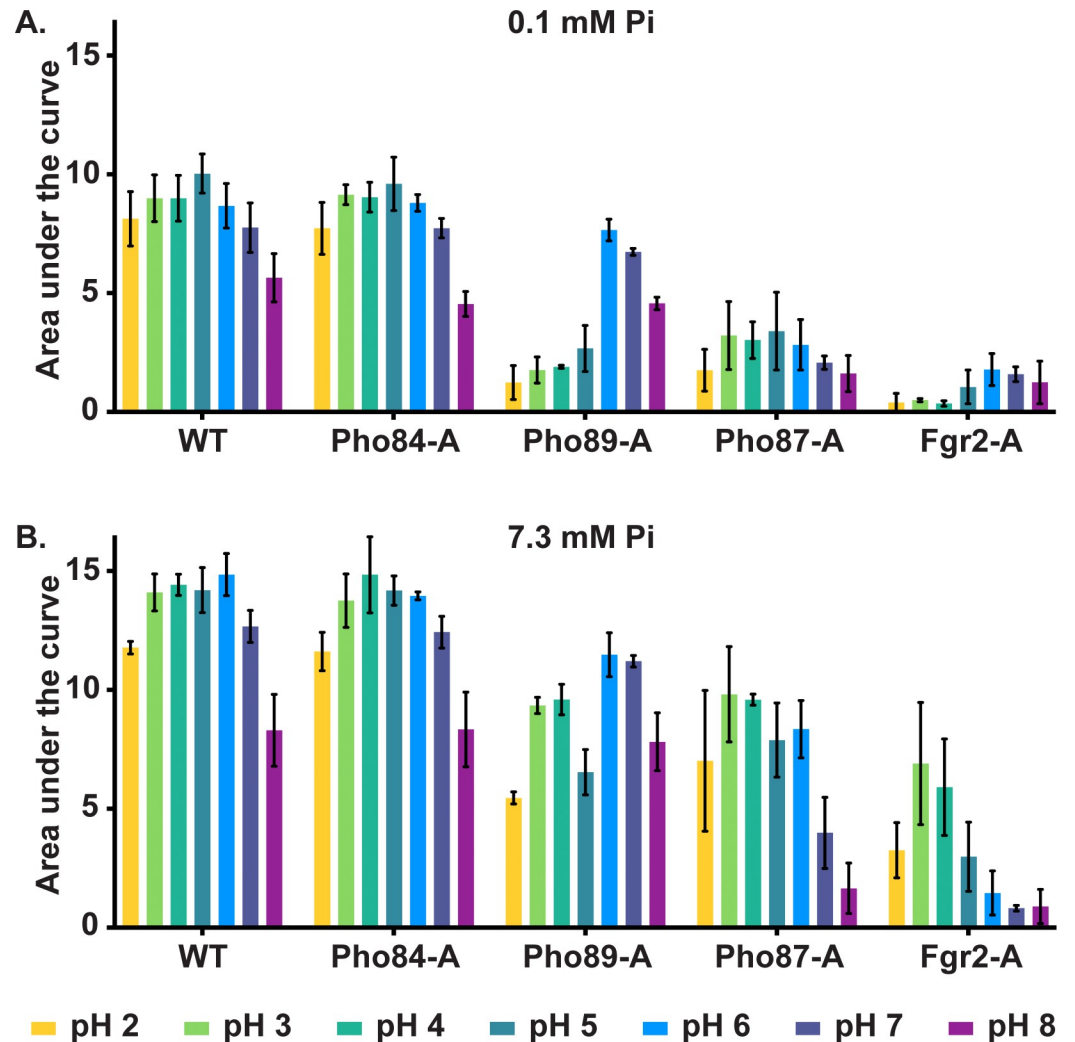 A. 0.1 mM Pi
Area under the curve
15
10
5
0
WT Pho84-A Pho89-A Pho87-A Fgr2-A
B. 7.3 mM Pi
Area under the curve
15
10
5
0
WT Pho84-A Pho89-A Pho87-A Fgr2-A
pH 2 pH 3 pH 4 pH 5 pH 6 pH 7 pH 8